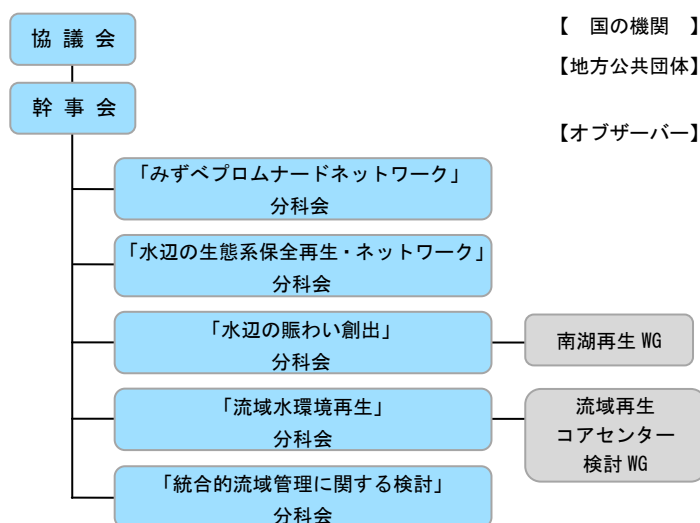 協 議 会
幹 事 会
【　国の機関　】
【地方公共団体】
【オブザーバー】
「みずべプロムナードネットワーク」
分科会
「水辺の生態系保全再生・ネットワーク」
分科会
「水辺の賑わい創出」
分科会
南湖再生 WG
「流域水環境再生」
分科会
流域再生
コアセンター
検討 WG
「統合的流域管理に関する検討」
分科会